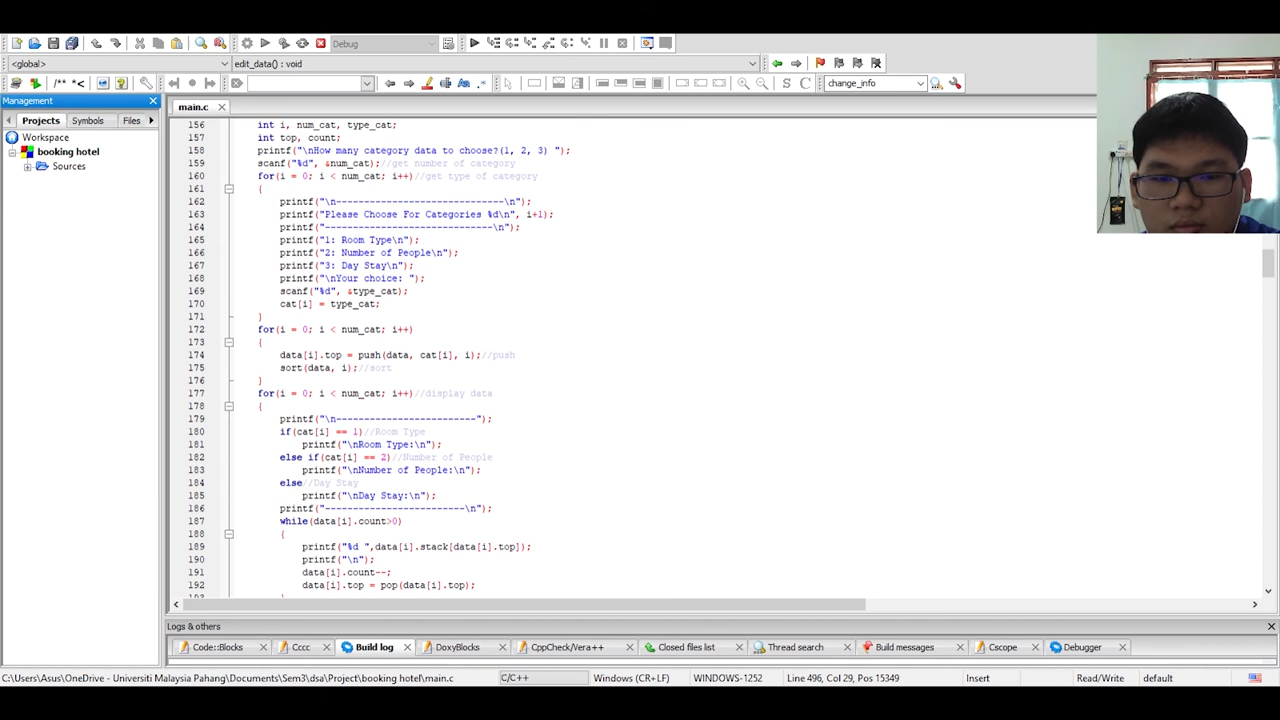 Debug
<global>
edit_data() : void
/** *<
S C
change_info
Management
main.c
Projects Symbols Files
Workspace
booking hotel
Sources
156 int i, num_cat, type_cat;
157 int top, count;
158 printf("\nHow many category data to choose?(1, 2, 3) ");
159 scanf("%d", &num_cat);//get number of category
160 for(i = 0; i < num_cat; i++)//get type of category
161 {
162 printf("\n------------------------------\n");
163 printf("Please Choose For Categories %d\n", i+1);
164 printf("------------------------------\n");
165 printf("1: Room Type\n");
166 printf("2: Number of People\n");
167 printf("3: Day Stay\n");
168 printf("\nYour choice: ");
169 scanf("%d", &type_cat);
170 cat[i] = type_cat;
171 }
172 for(i = 0; i < num_cat; i++)
173 {
174 data[i].top = push(data, cat[i], i);//push
175 sort(data, i);//sort
176 }
177 for(i = 0; i < num_cat; i++)//display data
178 {
179 printf("\n-------------------------");
180 if(cat[i] == 1)//Room Type
181 printf("\nRoom Type:\n");
182 else if(cat[i] == 2)//Number of People
183 printf("\nNumber of People:\n");
184 else//Day Stay
185 printf("\nDay Stay:\n");
186 printf("-------------------------\n");
187 while(data[i].count>0)
188 {
189 printf("%d ",data[i].stack[data[i].top]);
190 printf("\n");
191 data[i].count--;
192 data[i].top = pop(data[i].top);
193 }
Logs & others
Code::Blocks Cccc Build log DoxyBlocks CppCheck/Vera++ Closed files list Thread search Build messages Cscope Debugger
C:\Users\Asus\OneDrive - Universiti Malaysia Pahang\Documents\Sem3\dsa\Project\booking hotel\main.c C/C++ Windows (CR+LF) WINDOWS-1252 Line 496, Col 29, Pos 15349 Insert Read/Write default